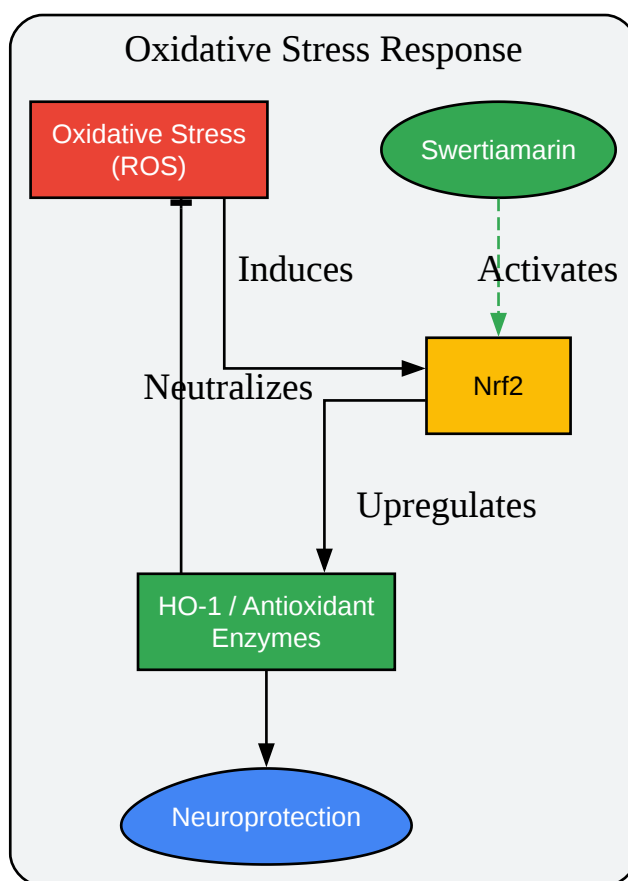 Oxidative Stress Response
Oxidative Stress
(ROS)
Swertiamarin
Induces
Activates
Neutralizes
Nrf2
Upregulates
HO-1 / Antioxidant
Enzymes
Neuroprotection